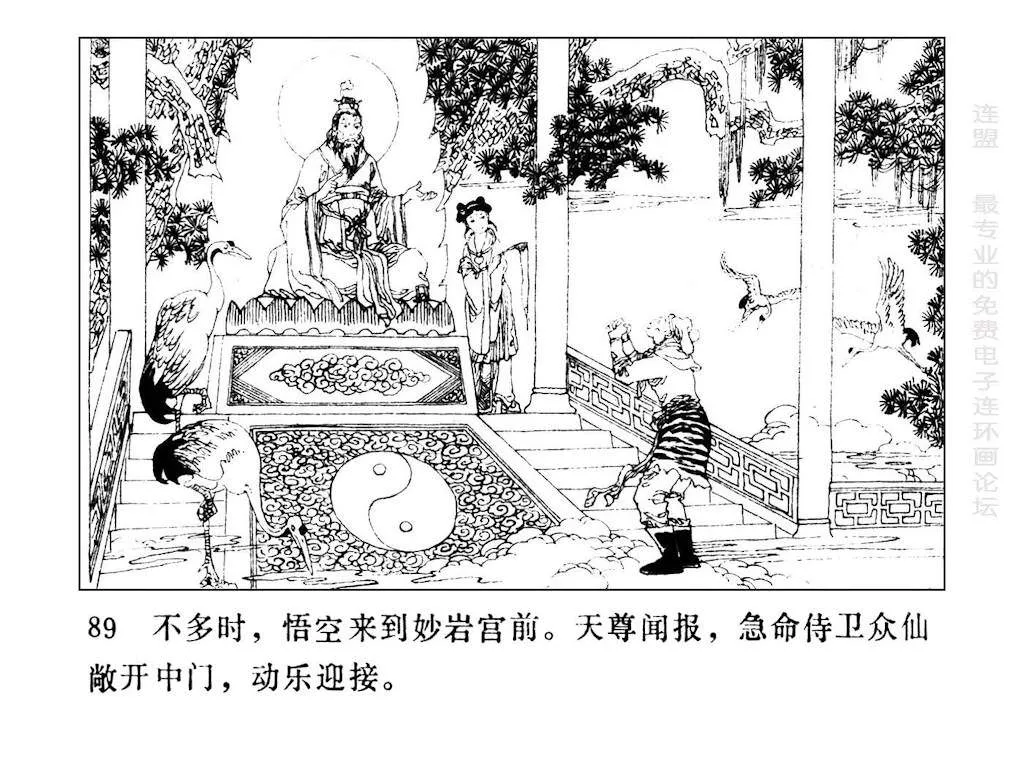 89 不多时，悟空来到妙岩宫前。天尊闻报，急命侍卫众仙
敞开中门，动乐迎接。
连盟 最专业的免费电子连环画论坛